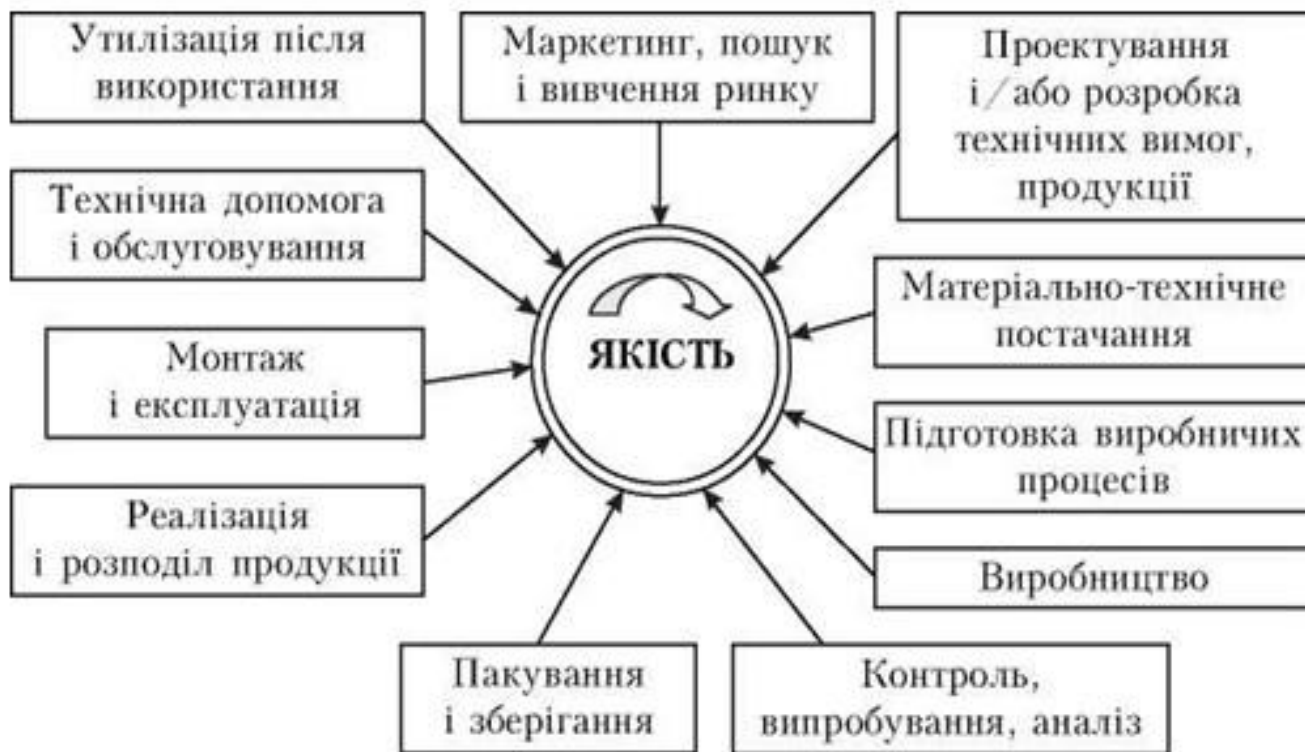 Утилізація після
використання
Маркетинг, пошук
і вивчення ринку
Проектування
і/або розробка
технічних вимог,
продукції
Технічна допомога
і обслуговування
Матеріально-технічне
постачання
ЯКІСТЬ
Монтаж
і експлуатація
Підготовка виробничих
процесів
Реалізація
і розподіл продукції
Виробництво
Пакування
і зберігання
Контроль,
випробування, аналіз